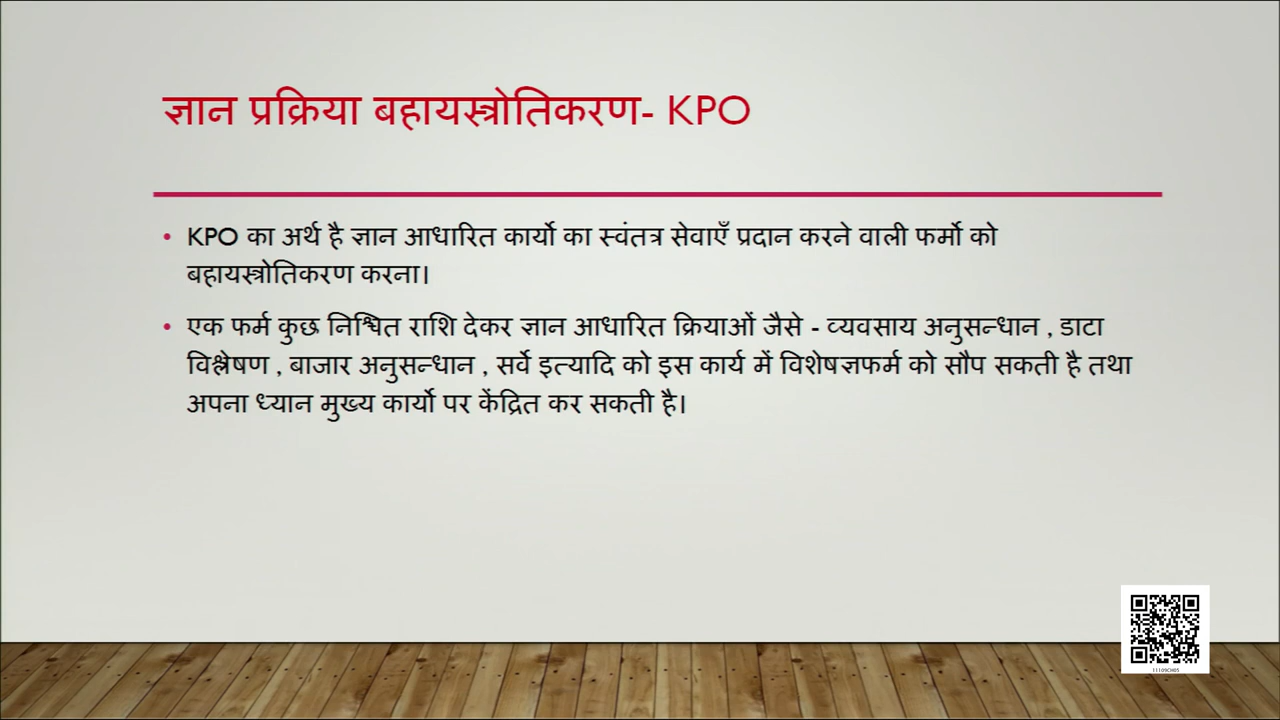 ज्ञान प्रक्रिया बहायस्त्रोतिकरण- KPO
• KPO का अर्थ है ज्ञान आधारित कार्यो का स्वंतत्र सेवाएँ प्रदान करने वाली फर्मो को
बहायस्त्रोतिकरण करना।
• एक फर्म कुछ निश्चित राशि देकर ज्ञान आधारित क्रियाओं जैसे - व्यवसाय अनुसन्धान , डाटा
विश्लेषण , बाजार अनुसन्धान , सर्वे इत्यादि को इस कार्य में विशेषज्ञफर्म को सौप सकती है तथा
अपना ध्यान मुख्य कार्यो पर केंद्रित कर सकती है।
11109CH05